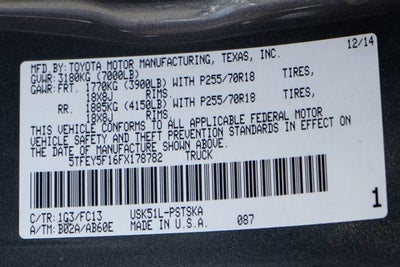 MFD.BY:TOYOTA MOTOR MANUFACTURING, TEXAS, INC. 12/14
GVWR:3180KG (7000LB)
GAWR:FRT. 1770KG (3900LB)WITH P255/70R18 TIRES,
18X8J RIMS
RR. 1885KG (4150LB)WITH P255/70R18 TIRES,
18X8J RIMS
THIS VEHICLE CONFORMS TO ALL APPLICABLE FEDERAL MOTOR
VEHICLE SAFETY AND THEFT PREVENTION STANDARDS IN EFFECT
ON THE DATE OF MANUFACTURE SHOWN ABOVE.
5TFEY5F16FX178782 TRUCK
C/TR:1G3/FC13 USK51L-PSTSKA 1
A/TM:B02A/AB60E MADE IN U.S.A. 087